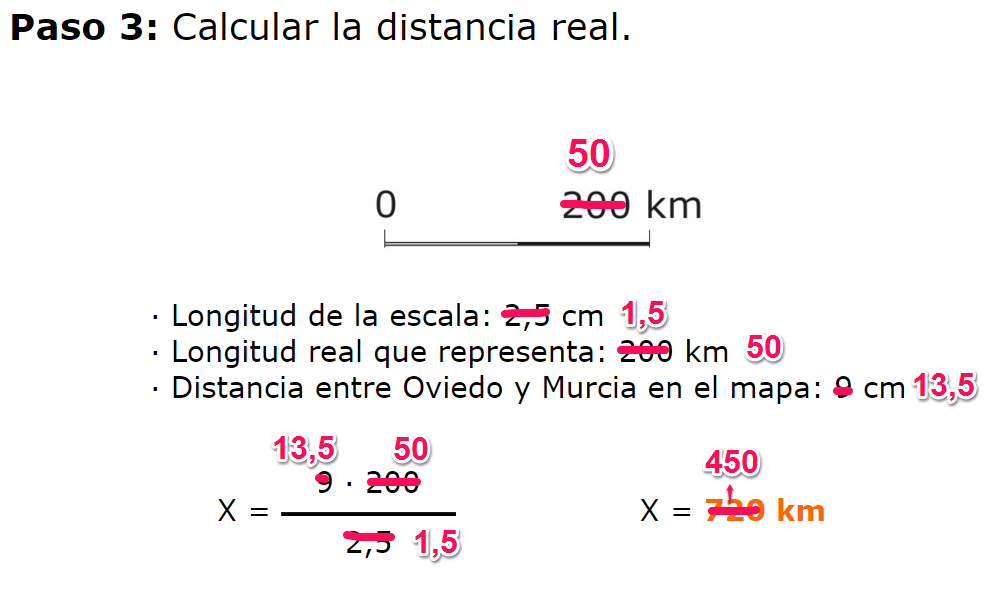 Paso 3: Calcular la distancia real.
50
0 200 km
· Longitud de la escala: 2,5 cm 1,5
· Longitud real que representa: 200 km 50
· Distancia entre Oviedo y Murcia en el mapa: 9 cm 13,5
13,5 50
9 · 200
X =
2,5 1,5
450
X = 720 km